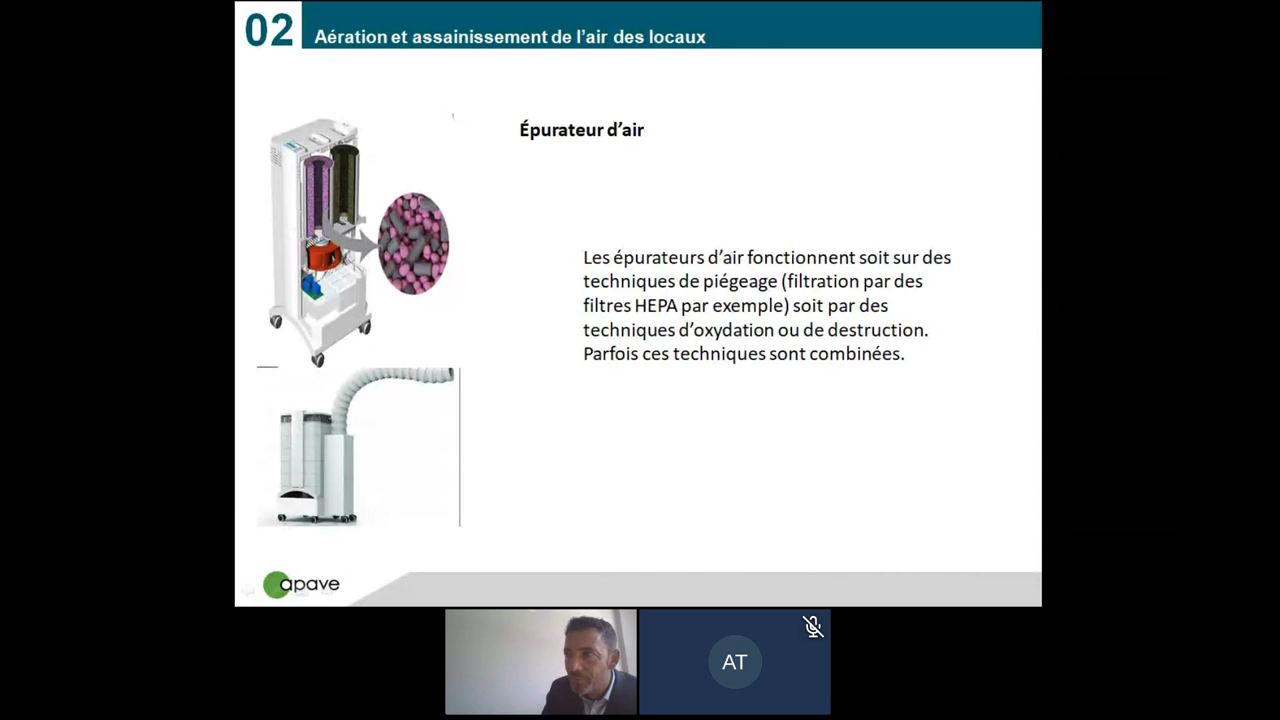 02
Aération et assainissement de l'air des locaux
Épurateur d'air
Les épurateurs d'air fonctionnent soit sur des
techniques de piégeage (filtration par des
filtres HEPA par exemple) soit par des
techniques d'oxydation ou de destruction.
Parfois ces techniques sont combinées.
apave
AT